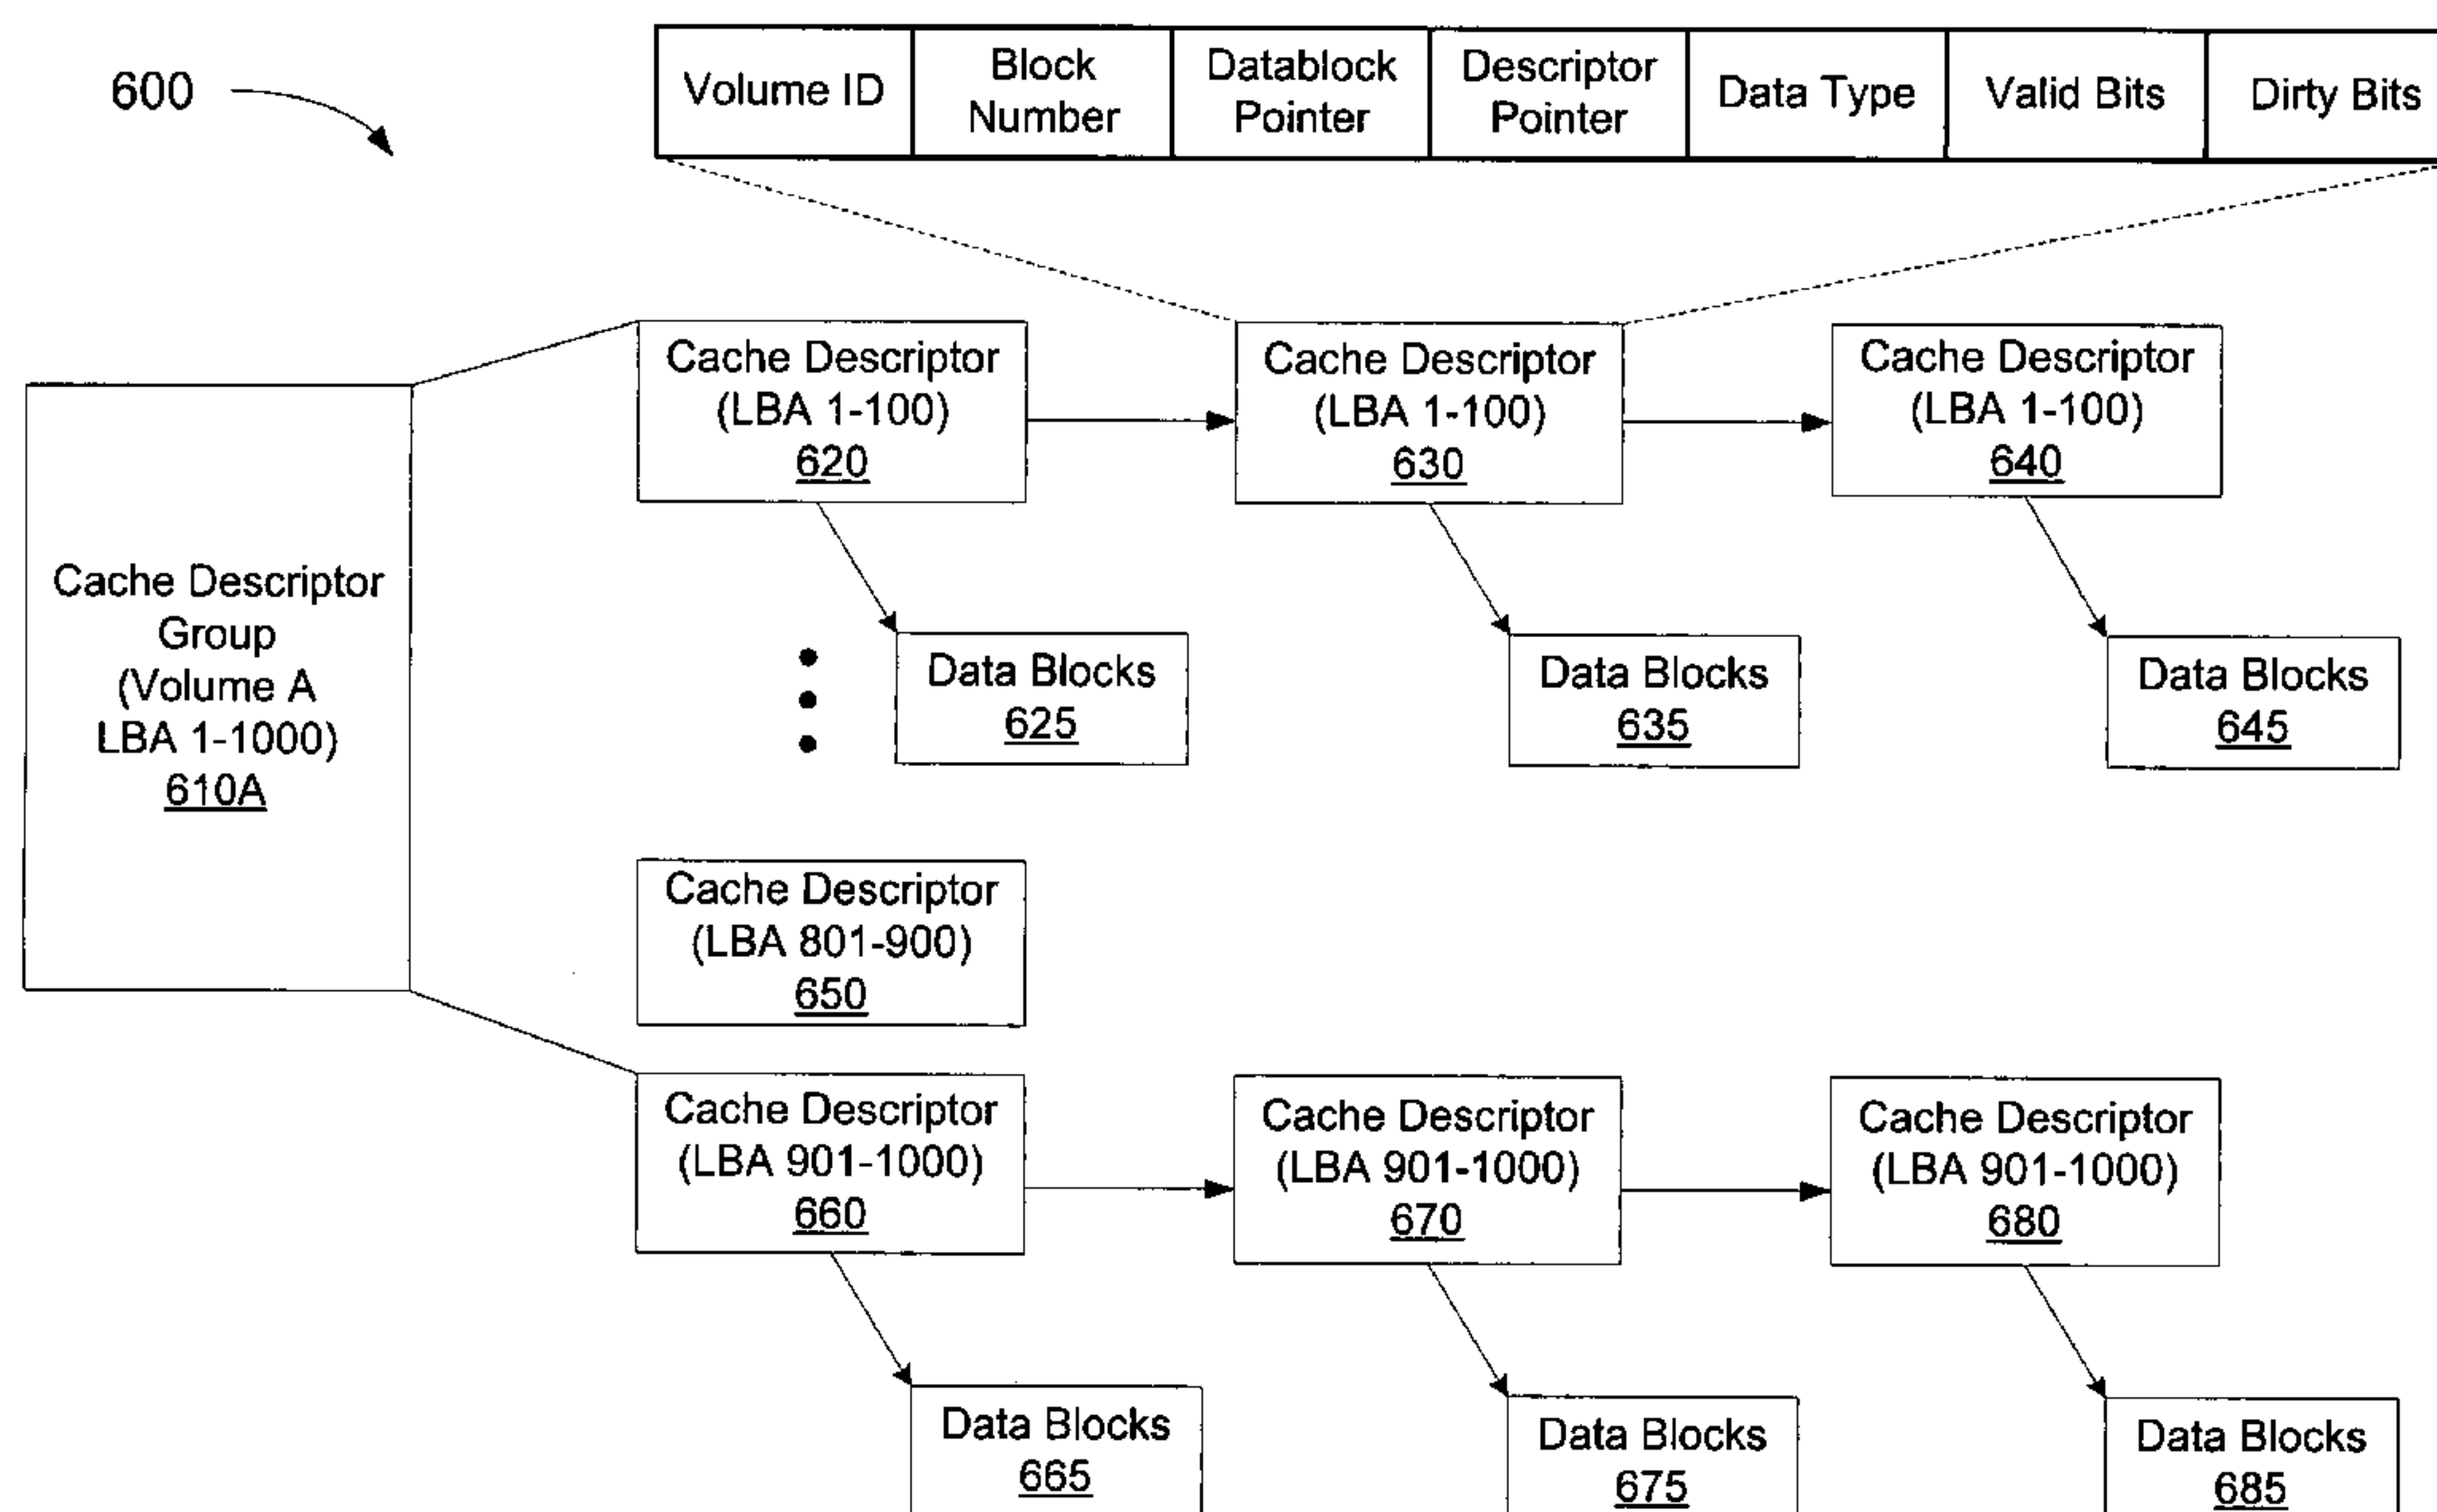 600
Volume ID
Block
Number
Datablock
Pointer
Descriptor
Pointer
Data Type
Valid Bits
Dirty Bits
Cache Descriptor
(LBA 1-100)
620
Cache Descriptor
(LBA 1-100)
630
Cache Descriptor
(LBA 1-100)
640
Cache Descriptor
Group
(Volume A
LBA 1-1000)
610A
Data Blocks
625
Data Blocks
635
Data Blocks
645
Cache Descriptor
(LBA 801-900)
650
Cache Descriptor
(LBA 901-1000)
660
Cache Descriptor
(LBA 901-1000)
670
Cache Descriptor
(LBA 901-1000)
680
Data Blocks
665
Data Blocks
675
Data Blocks
685